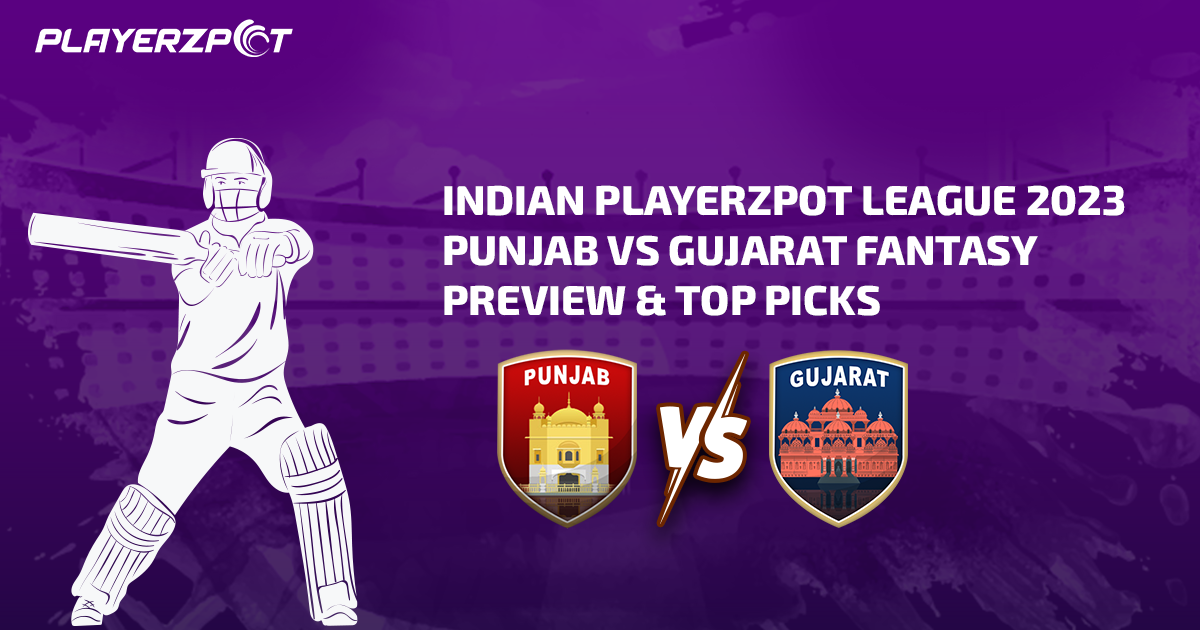 PLAYERZPOT
INDIAN PLAYERZPOT LEAGUE 2023
PUNJAB VS GUJARAT FANTASY
PREVIEW & TOP PICKS
PUNJAB
VS
GUJARAT